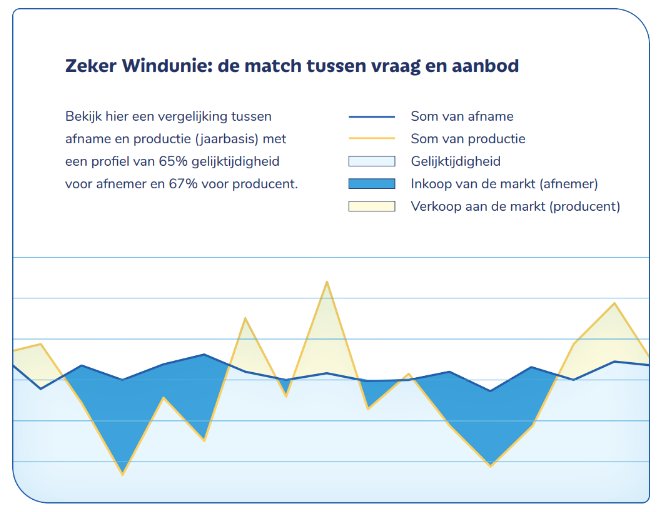 Zeker Windunie: de match tussen vraag en aanbod
Bekijk hier een vergelijking tussen
afname en productie (jaarbasis) met
een profiel van 65% gelijktijdigheid
voor afnemer en 67% voor producent.
Som van afname
Som van productie
Gelijktijdigheid
Inkoop van de markt (afnemer)
Verkoop aan de markt (producent)